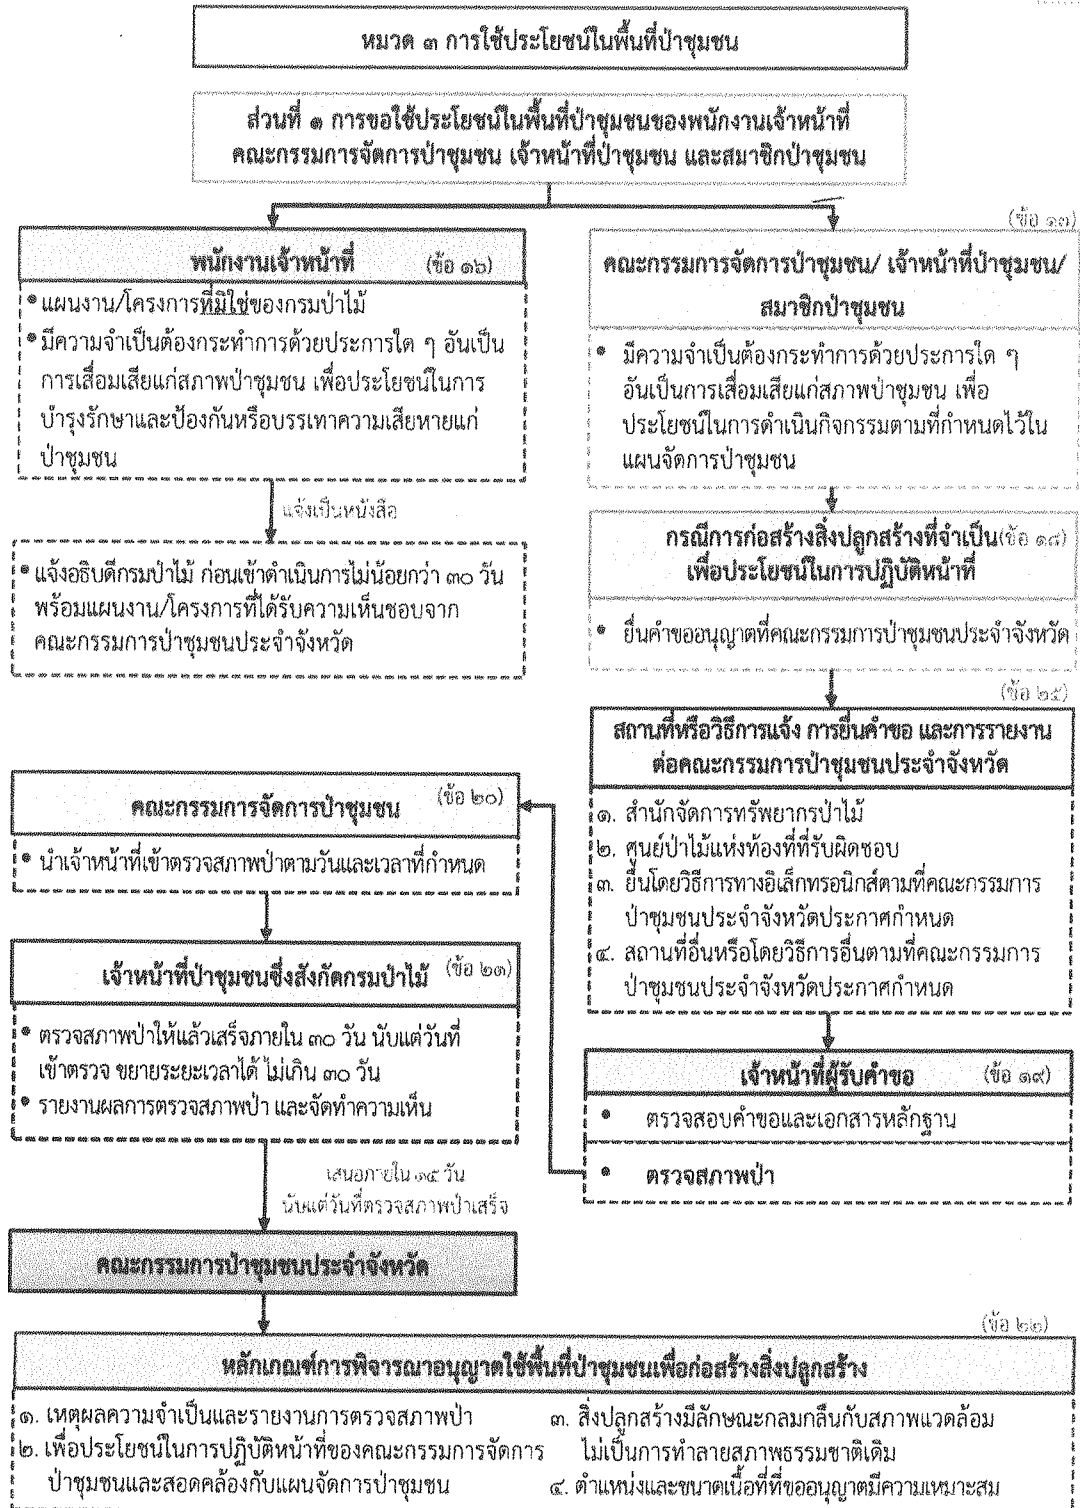 หมวด ๓ การใช้ประโยชน์ในพื้นที่ป่าชุมชน
ส่วนที่ ๑ การขอใช้ประโยชน์ในพื้นที่ป่าชุมชนของพนักงานเจ้าหน้าที่
คณะกรรมการจัดการป่าชุมชน เจ้าหน้าที่ป่าชุมชน และสมาชิกป่าชุมชน
พนักงานเจ้าหน้าที่ (ข้อ ๑๖)
• แผนงาน/โครงการที่มิใช่ของกรมป่าไม้
• มีความจำเป็นต้องกระทำการด้วยประการใด ๆ อันเป็น
การเสื่อมเสียแก่สภาพป่าชุมชน เพื่อประโยชน์ในการ
บำรุงรักษาและป้องกันหรือบรรเทาความเสียหายแก่
ป่าชุมชน
แจ้งเป็นหนังสือ
• แจ้งอธิบดีกรมป่าไม้ ก่อนเข้าดำเนินการไม่น้อยกว่า ๓๐ วัน
พร้อมแผนงาน/โครงการที่ได้รับความเห็นชอบจาก
คณะกรรมการป่าชุมชนประจำจังหวัด
(ข้อ ๑๗)
คณะกรรมการจัดการป่าชุมชน/ เจ้าหน้าที่ป่าชุมชน/
สมาชิกป่าชุมชน
• มีความจำเป็นต้องกระทำการด้วยประการใด ๆ
อันเป็นการเสื่อมเสียแก่สภาพป่าชุมชน เพื่อ
ประโยชน์ในการดำเนินกิจกรรมตามที่กำหนดไว้ใน
แผนจัดการป่าชุมชน
กรณีการก่อสร้างสิ่งปลูกสร้างที่จำเป็น(ข้อ ๑๘)
เพื่อประโยชน์ในการปฏิบัติหน้าที่
• ยื่นคำขออนุญาตที่คณะกรรมการป่าชุมชนประจำจังหวัด
(ข้อ ๒๕)
สถานที่หรือวิธีการแจ้ง การยื่นคำขอ และการรายงาน
ต่อคณะกรรมการป่าชุมชนประจำจังหวัด
๑. สำนักจัดการทรัพยากรป่าไม้
๒. ศูนย์ป่าไม้แห่งท้องที่ที่รับผิดชอบ
๓. ยื่นโดยวิธีการทางอิเล็กทรอนิกส์ตามที่คณะกรรมการ
ป่าชุมชนประจำจังหวัดประกาศกำหนด
๔. สถานที่อื่นหรือโดยวิธีการอื่นตามที่คณะกรรมการ
ป่าชุมชนประจำจังหวัดประกาศกำหนด
เจ้าหน้าที่ผู้รับคำขอ (ข้อ ๑๙)
• ตรวจสอบคำขอและเอกสารหลักฐาน
• ตรวจสภาพป่า
คณะกรรมการจัดการป่าชุมชน (ข้อ ๒๐)
• นำเจ้าหน้าที่เข้าตรวจสภาพป่าตามวันและเวลาที่กำหนด
เจ้าหน้าที่ป่าชุมชนซึ่งสังกัดกรมป่าไม้ (ข้อ ๒๓)
• ตรวจสภาพป่าให้แล้วเสร็จภายใน ๓๐ วัน นับแต่วันที่
เข้าตรวจ ขยายระยะเวลาได้ ไม่เกิน ๓๐ วัน
• รายงานผลการตรวจสภาพป่า และจัดทำความเห็น
เสนอภายใน ๑๕ วัน
นับแต่วันที่ตรวจสภาพป่าเสร็จ
คณะกรรมการป่าชุมชนประจำจังหวัด
(ข้อ ๒๒)
หลักเกณฑ์การพิจารณาอนุญาตใช้พื้นที่ป่าชุมชนเพื่อก่อสร้างสิ่งปลูกสร้าง
๑. เหตุผลความจำเป็นและรายงานการตรวจสภาพป่า
๒. เพื่อประโยชน์ในการปฏิบัติหน้าที่ของคณะกรรมการจัดการ
ป่าชุมชนและสอดคล้องกับแผนจัดการป่าชุมชน
๓. สิ่งปลูกสร้างมีลักษณะกลมกลืนกับสภาพแวดล้อม
ไม่เป็นการทำลายสภาพธรรมชาติเดิม
๔. ตำแหน่งและขนาดเนื้อที่ที่ขออนุญาตมีความเหมาะสม